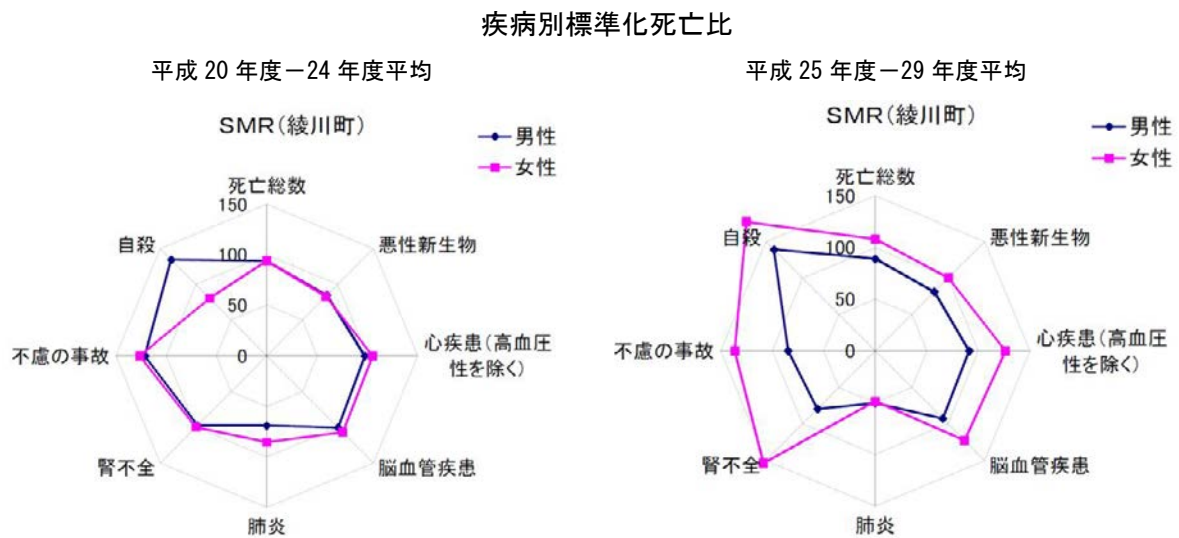 疾病別標準化死亡比
平成 20 年度－24 年度平均
SMR（綾川町）
男性
女性
死亡総数
150
悪性新生物
自殺
100
50
0
心疾患（高血圧
性を除く）
不慮の事故
脳血管疾患
腎不全
肺炎
平成 25 年度－29 年度平均
SMR（綾川町）
男性
女性
死亡総数
150
悪性新生物
自殺
100
50
0
心疾患（高血圧
性を除く）
不慮の事故
脳血管疾患
腎不全
肺炎